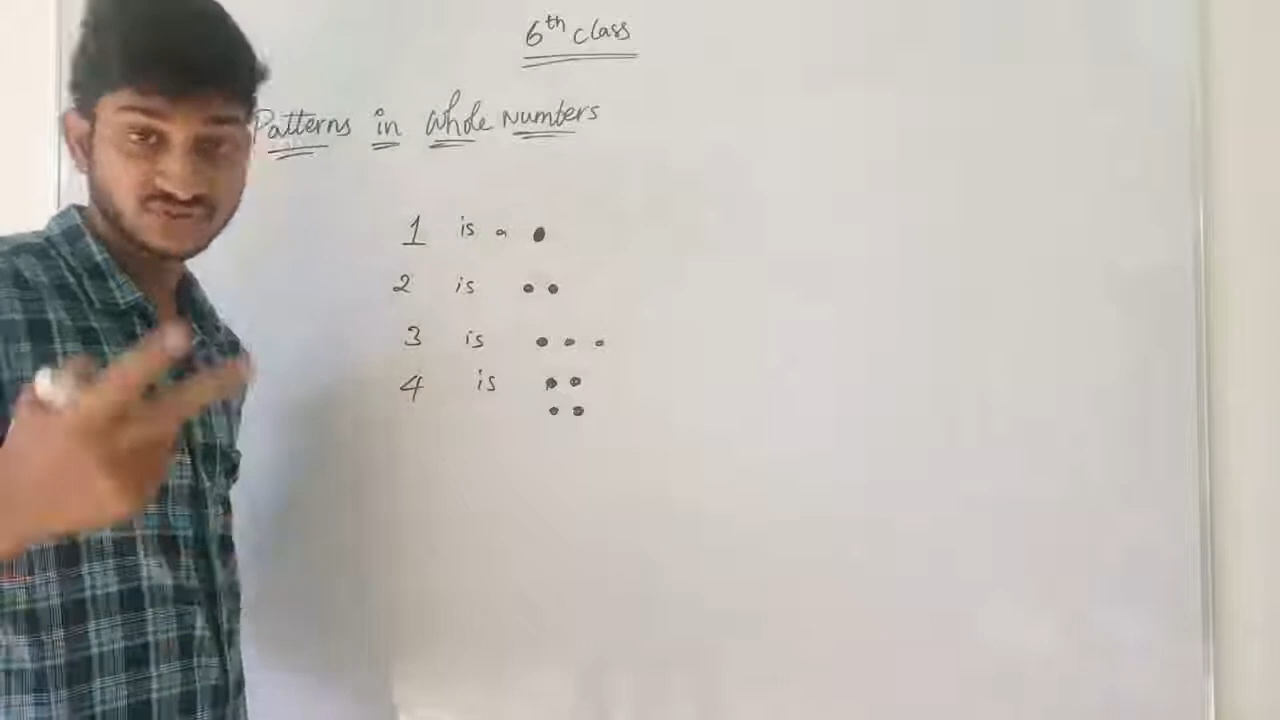 6th class
Patterns in whole Numbers
1 is a
2 is
3 is
4 is